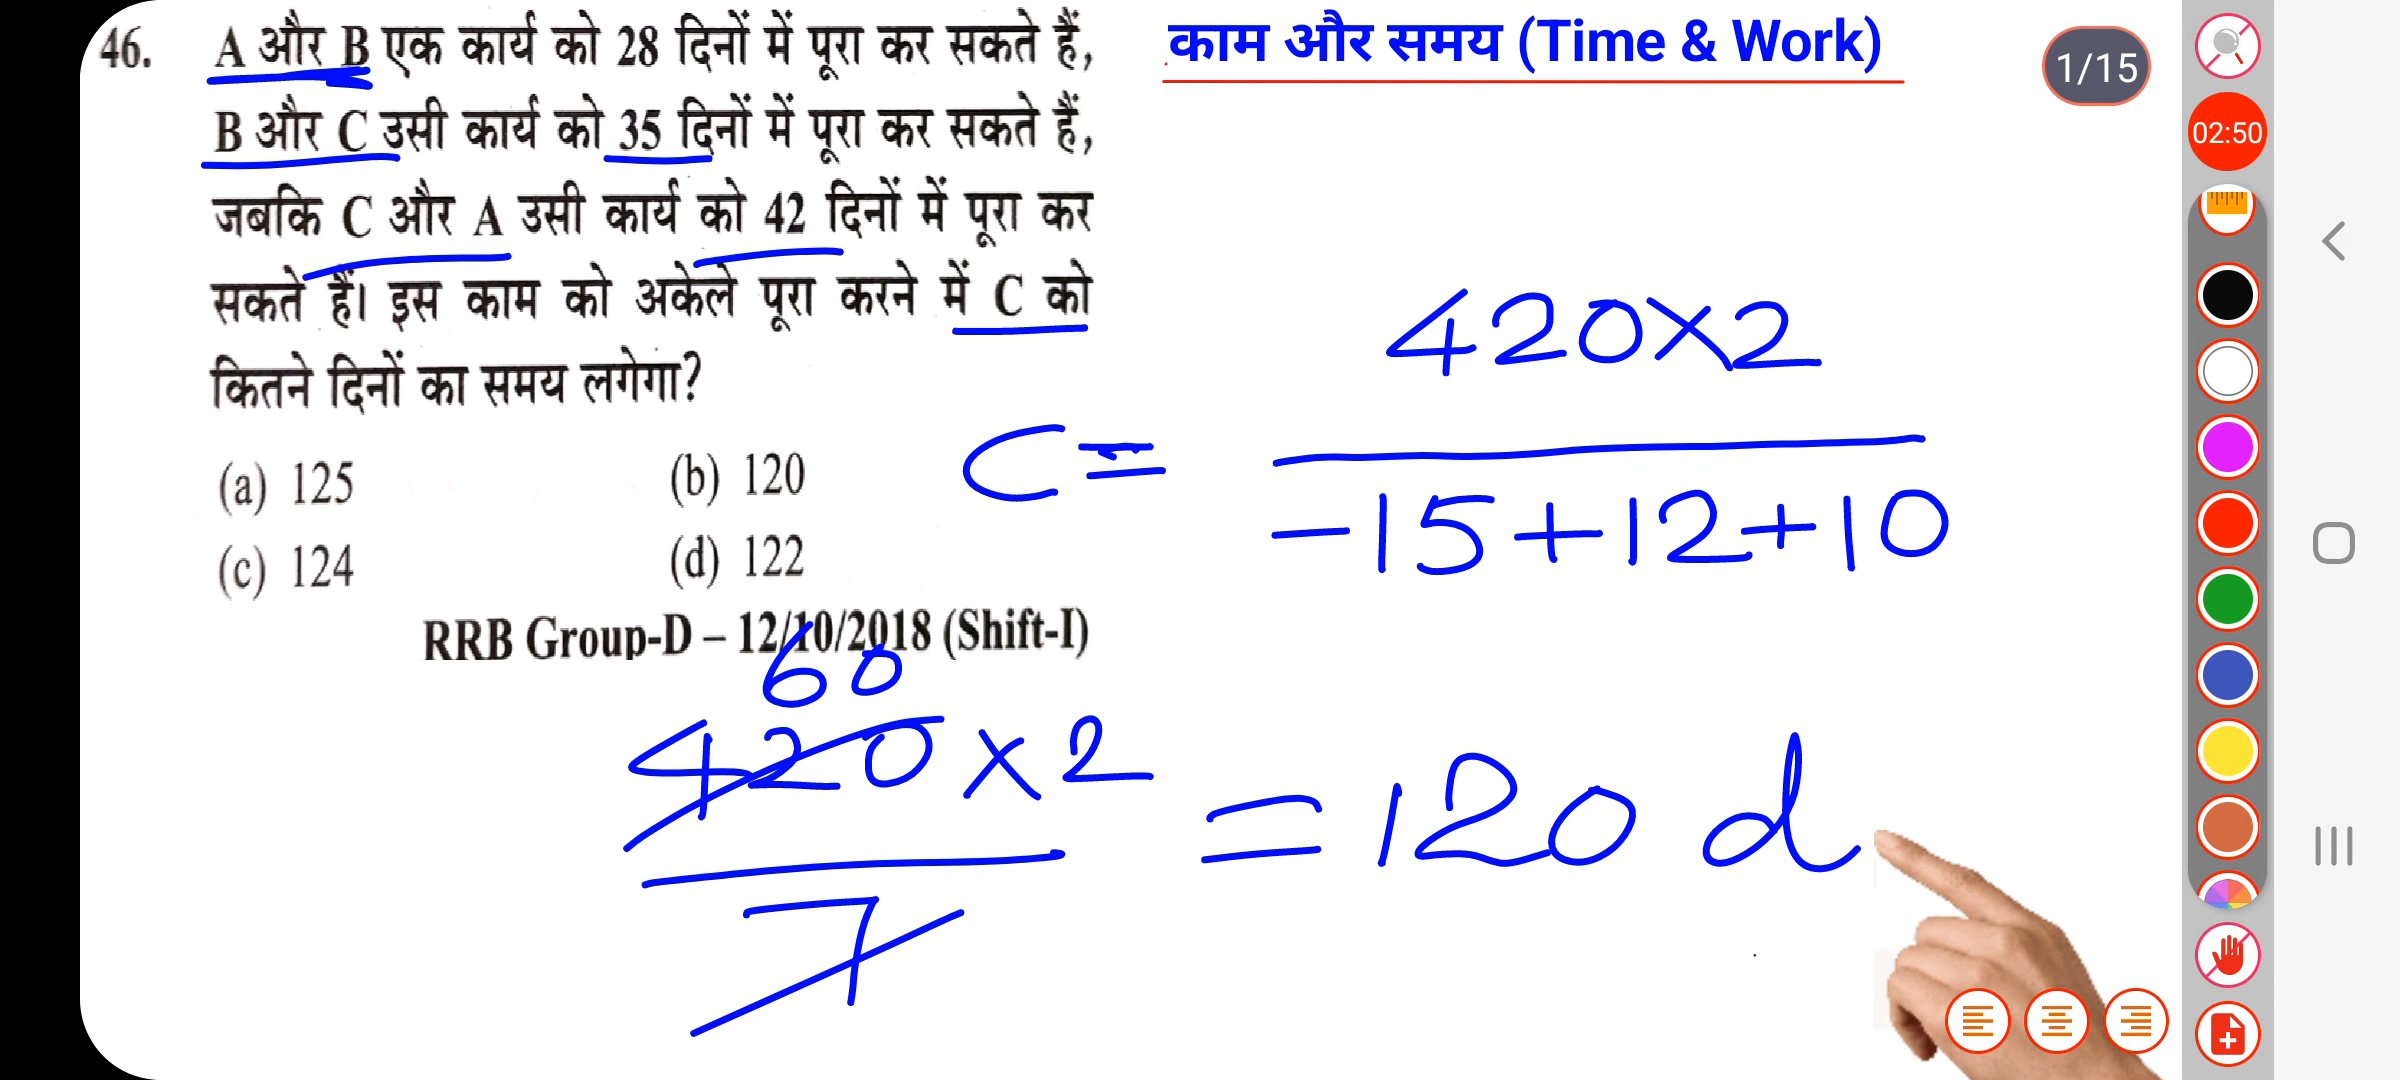 काम और समय (Time & Work)
1/15
02:50
46. A और B एक कार्य को 28 दिनों में पूरा कर सकते हैं,
B और C उसी कार्य को 35 दिनों में पूरा कर सकते हैं,
जबकि C और A उसी कार्य को 42 दिनों में पूरा कर
सकते हैं। इस काम को अकेले पूरा करने में C को
कितने दिनों का समय लगेगा?
(a) 125 (b) 120
(c) 124 (d) 122
RRB Group-D – 12/10/2018 (Shift-I)
420×2
C=
-15+12+10
60
420×2
7
=120 d